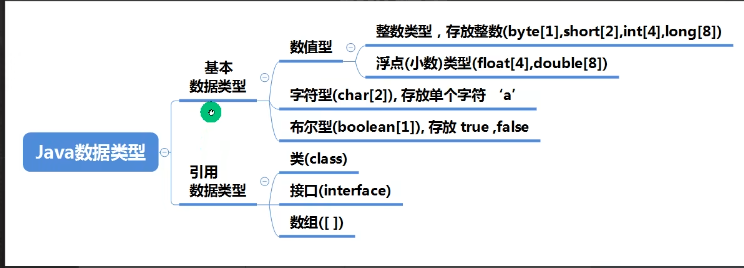 Java数据类型
基本
数据类型
数值型
整数类型，存放整数(byte[1],short[2],int[4],long[8])
浮点(小数)类型(float[4],double[8])
字符型(char[2]), 存放单个字符 ‘a’
布尔型(boolean[1]), 存放 true ,false
引用
数据类型
类(class)
接口(interface)
数组([ ])